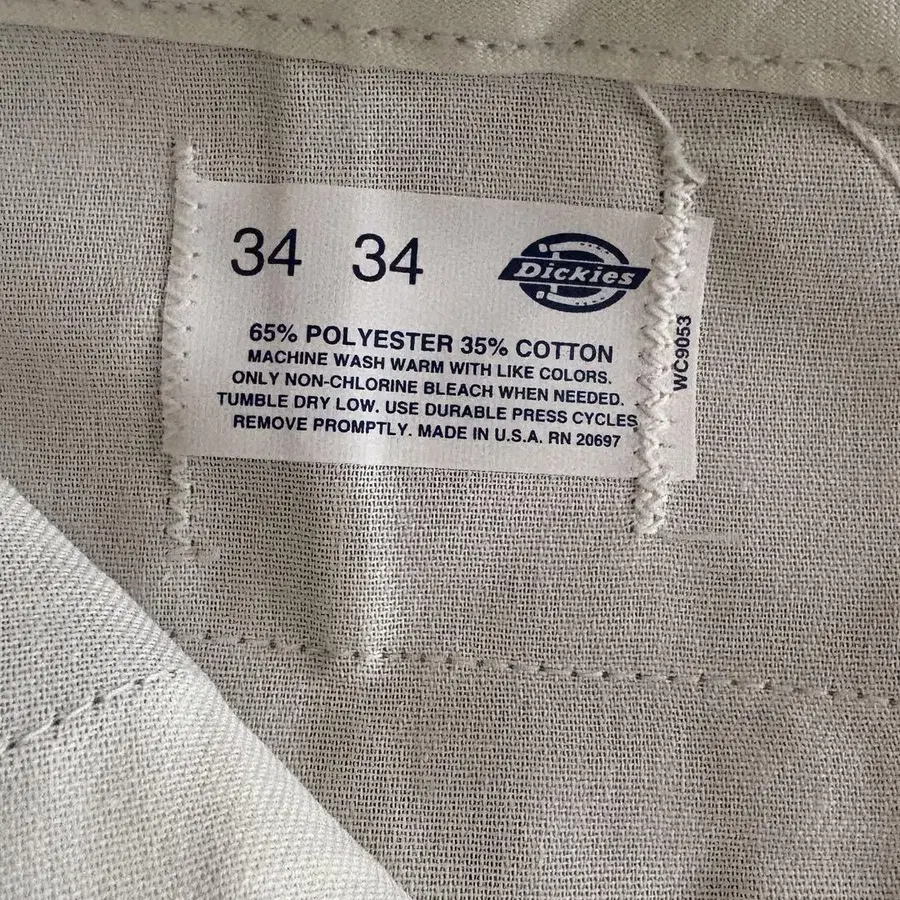 34 34
Dickies
65% POLYESTER 35% COTTON
MACHINE WASH WARM WITH LIKE COLORS.
ONLY NON-CHLORINE BLEACH WHEN NEEDED.
TUMBLE DRY LOW. USE DURABLE PRESS CYCLES
REMOVE PROMPTLY. MADE IN U.S.A. RN 20697
WC9053